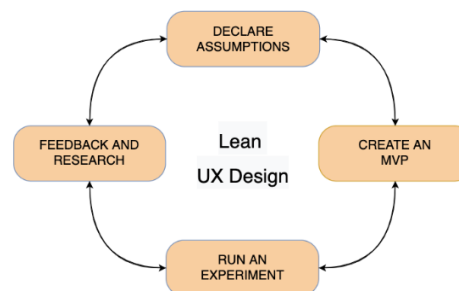 DECLARE
ASSUMPTIONS
FEEDBACK AND
RESEARCH
Lean
UX Design
CREATE AN
MVP
RUN AN
EXPERIMENT